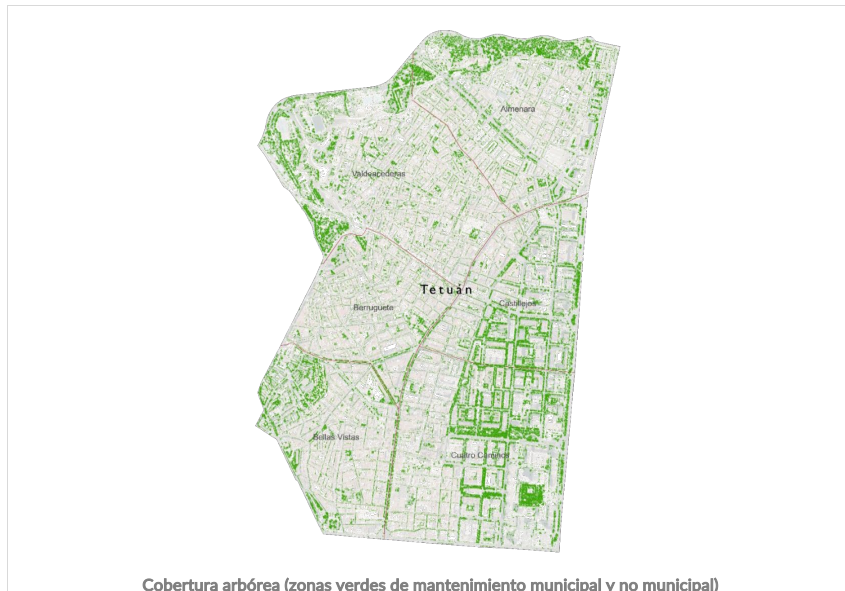 Almenara
Valdeacederas
Tetuán
Castillejos
Berruguete
Bellas Vistas
Cuatro Caminos
Cobertura arbórea (zonas verdes de mantenimiento municipal y no municipal)